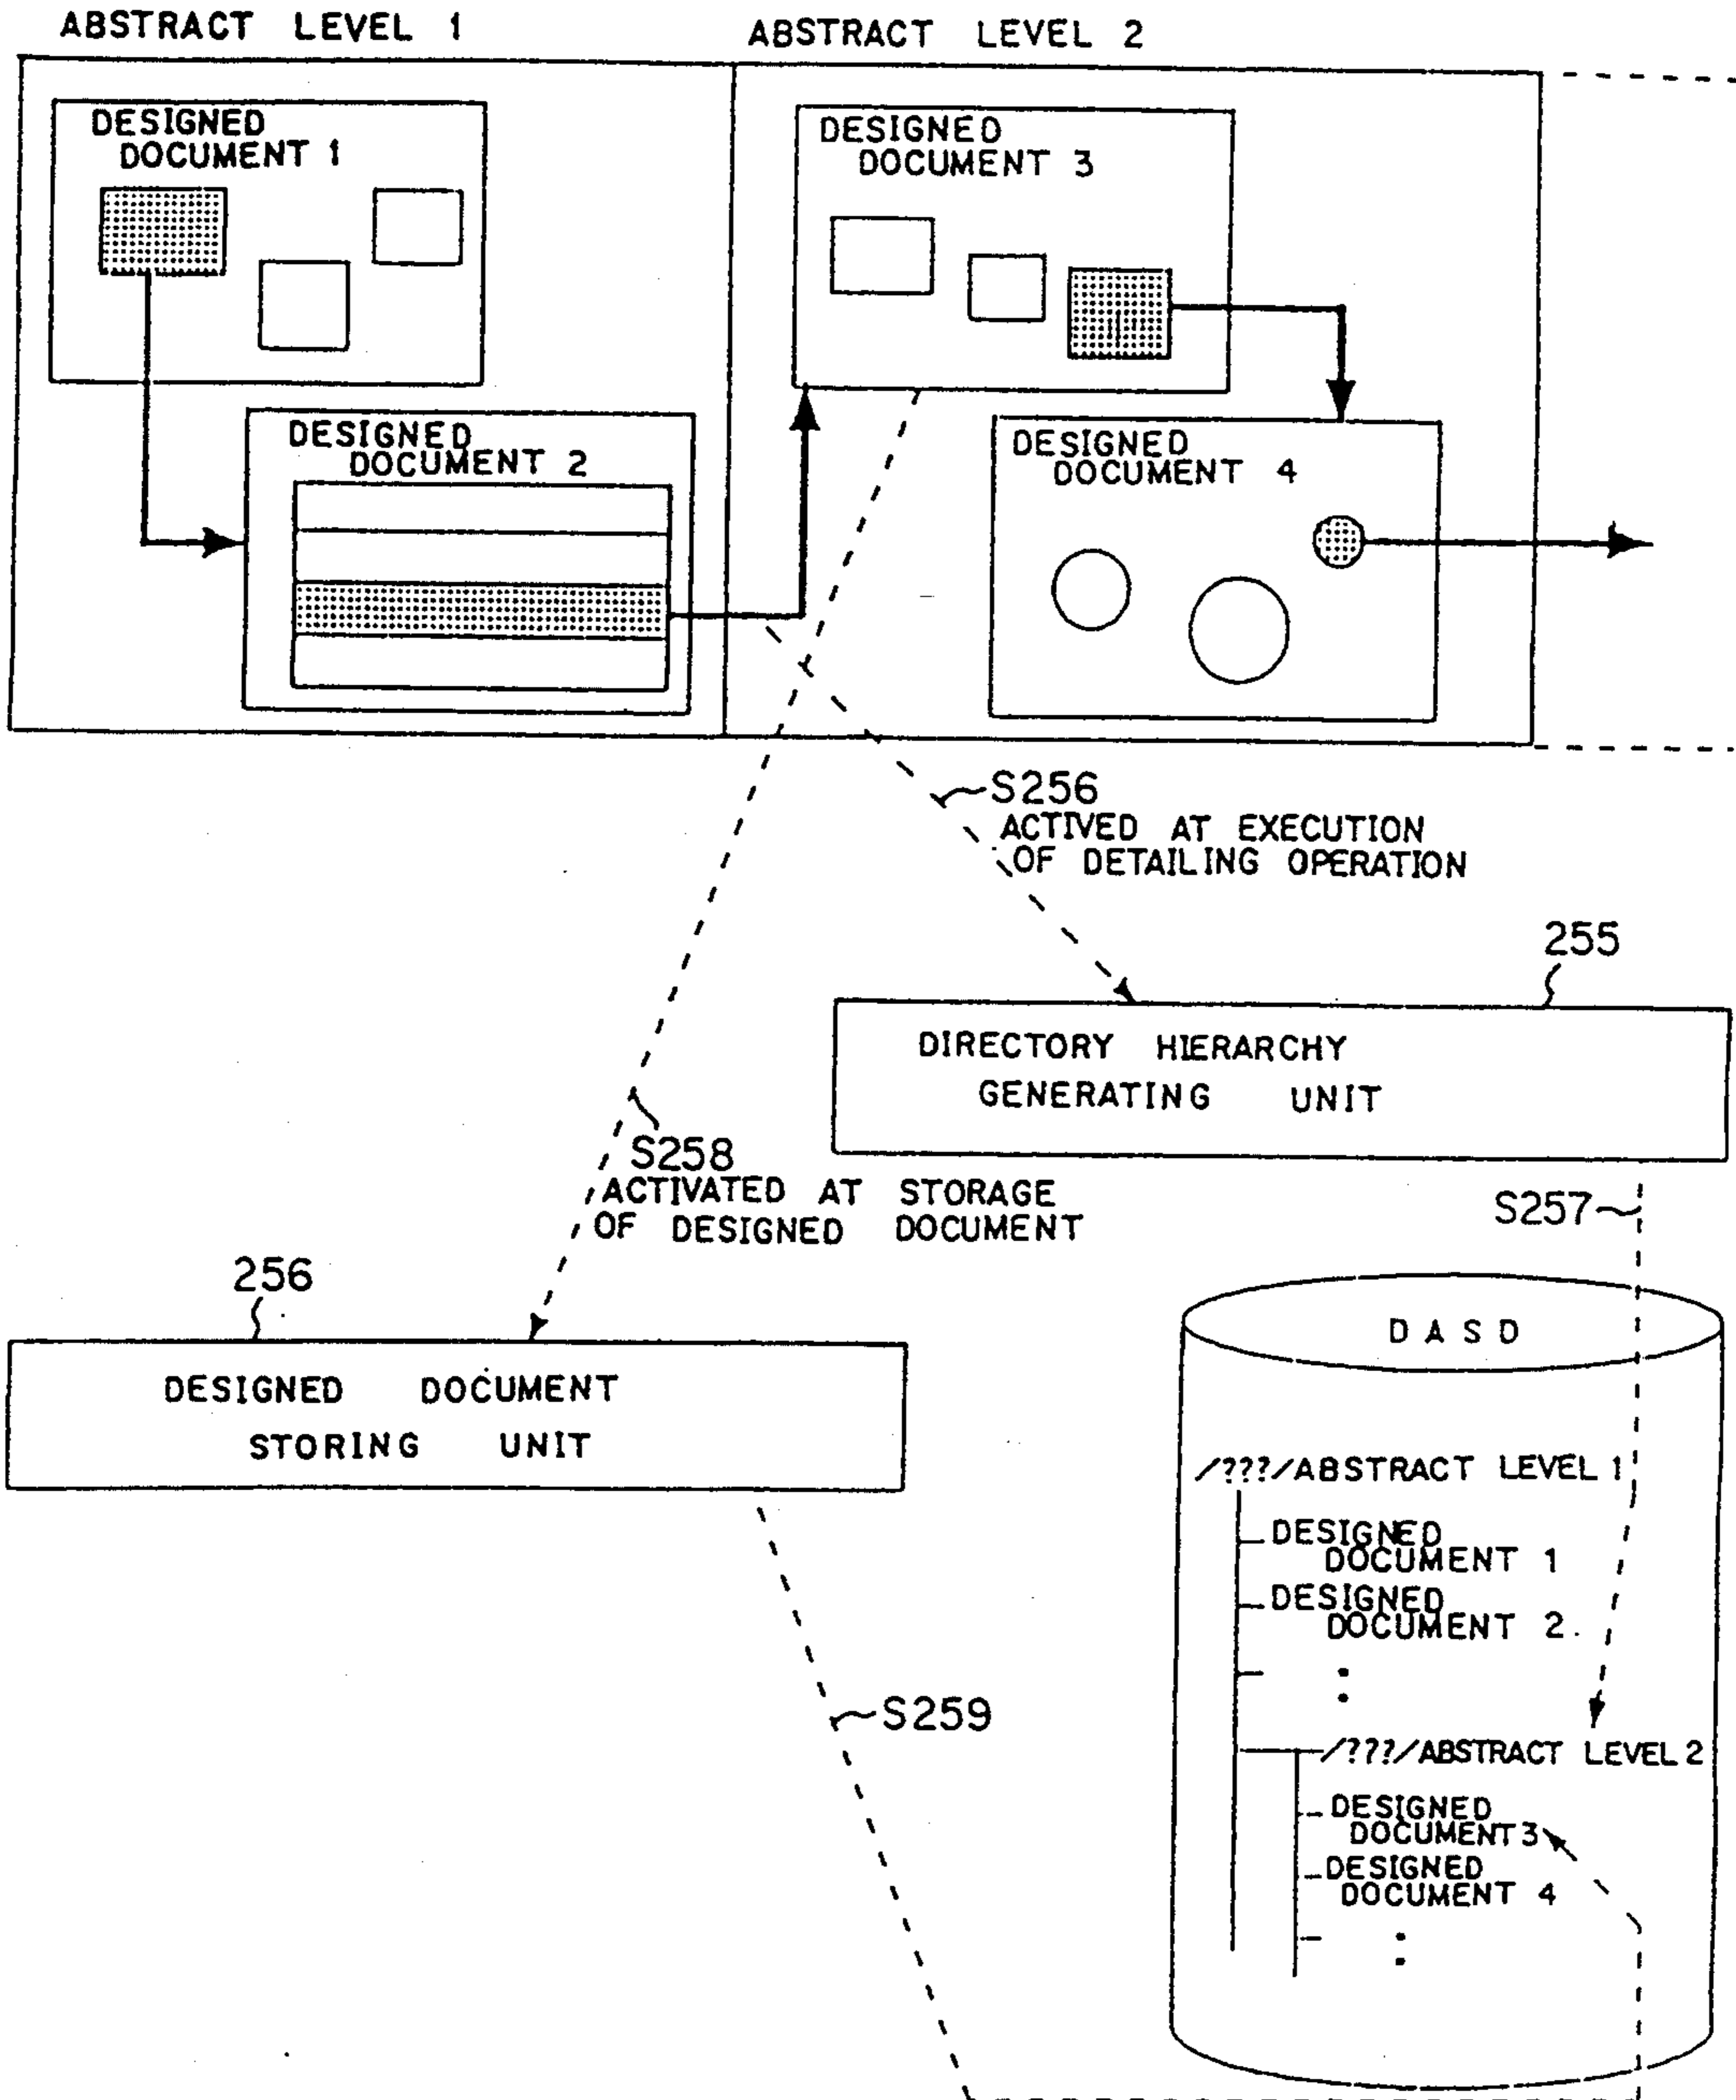 ABSTRACT LEVEL 1
ABSTRACT LEVEL 2
DESIGNED
DOCUMENT 1
DESIGNED
DOCUMENT 3
DESIGNED
DOCUMENT 2
DESIGNED
DOCUMENT 4
S256
ACTIVED AT EXECUTION
OF DETAILING OPERATION
255
DIRECTORY HIERARCHY
GENERATING UNIT
S258
ACTIVATED AT STORAGE
OF DESIGNED DOCUMENT
S257
256
DESIGNED DOCUMENT
STORING UNIT
DASD
/???/ABSTRACT LEVEL 1
DESIGNED
DOCUMENT 1
DESIGNED
DOCUMENT 2
S259
/???/ABSTRACT LEVEL 2
DESIGNED
DOCUMENT 3
DESIGNED
DOCUMENT 4